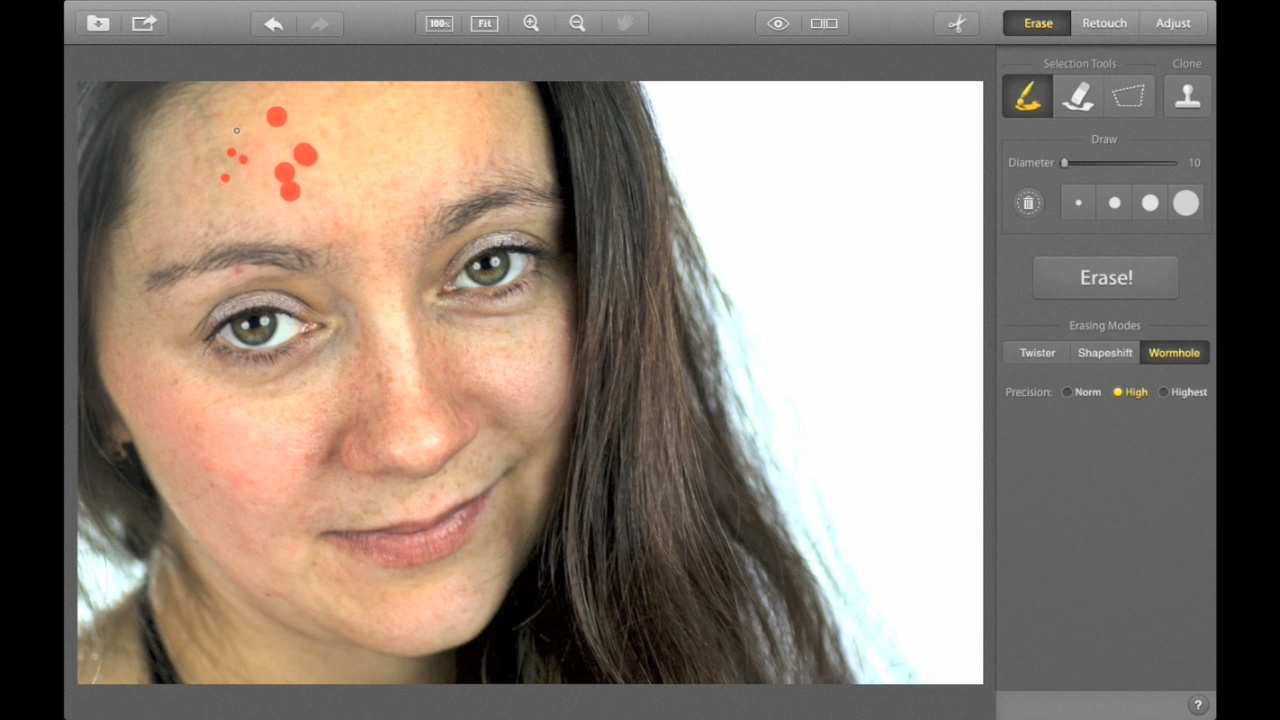 100%
Fit
Erase
Retouch
Adjust
Selection Tools
Clone
Draw
Diameter
10
Erase!
Erasing Modes
Twister
Shapeshift
Wormhole
Precision:
Norm
High
Highest
?